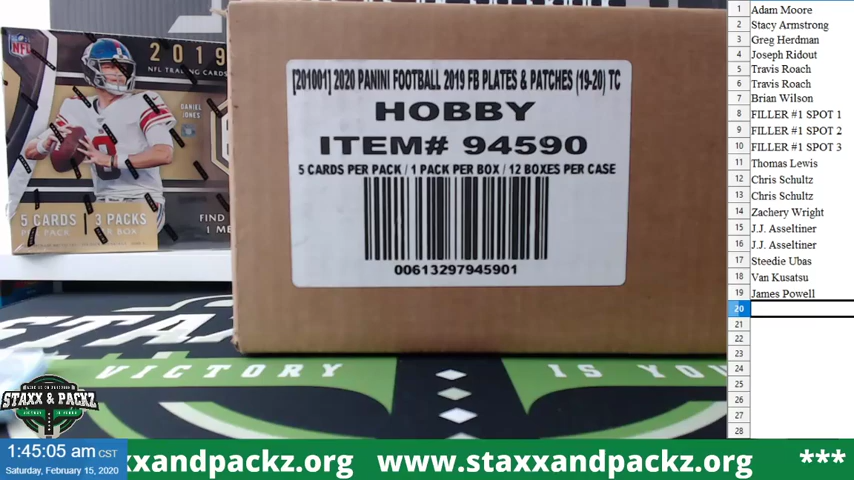 NFL
2019
NFL TRADING CARDS
DANIEL
JONES
5 CARDS | 3 PACKS
PER PACK | PER BOX
FIND
1 ME
[201001] 2020 PANINI FOOTBALL 2019 FB PLATES & PATCHES (19-20) TC
HOBBY
ITEM# 94590
5 CARDS PER PACK / 1 PACK PER BOX / 12 BOXES PER CASE
00613297945901
VICTORY
IS YOU
STAXX & PACKZ
1:45:05 am CST
Saturday, February 15, 2020
xxandpackz.org www.staxxandpackz.org ***
1 Adam Moore
2 Stacy Armstrong
3 Greg Herdman
4 Joseph Ridout
5 Travis Roach
6 Travis Roach
7 Brian Wilson
8 FILLER #1 SPOT 1
9 FILLER #1 SPOT 2
10 FILLER #1 SPOT 3
11 Thomas Lewis
12 Chris Schultz
13 Chris Schultz
14 Zachery Wright
15 J.J. Asseltiner
16 J.J. Asseltiner
17 Steedie Ubas
18 Van Kusatsu
19 James Powell
20
21
22
23
24
25
26
27
28